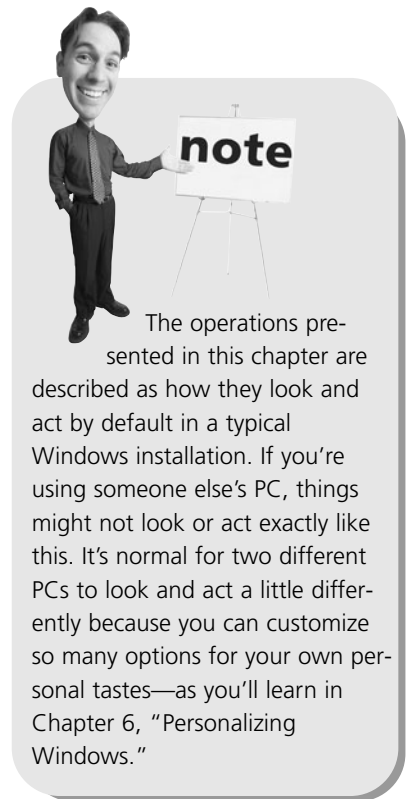 note
The operations pre-
sented in this chapter are
described as how they look and
act by default in a typical
Windows installation. If you’re
using someone else’s PC, things
might not look or act exactly like
this. It’s normal for two different
PCs to look and act a little differ-
ently because you can customize
so many options for your own per-
sonal tastes—as you’ll learn in
Chapter 6, “Personalizing
Windows.”